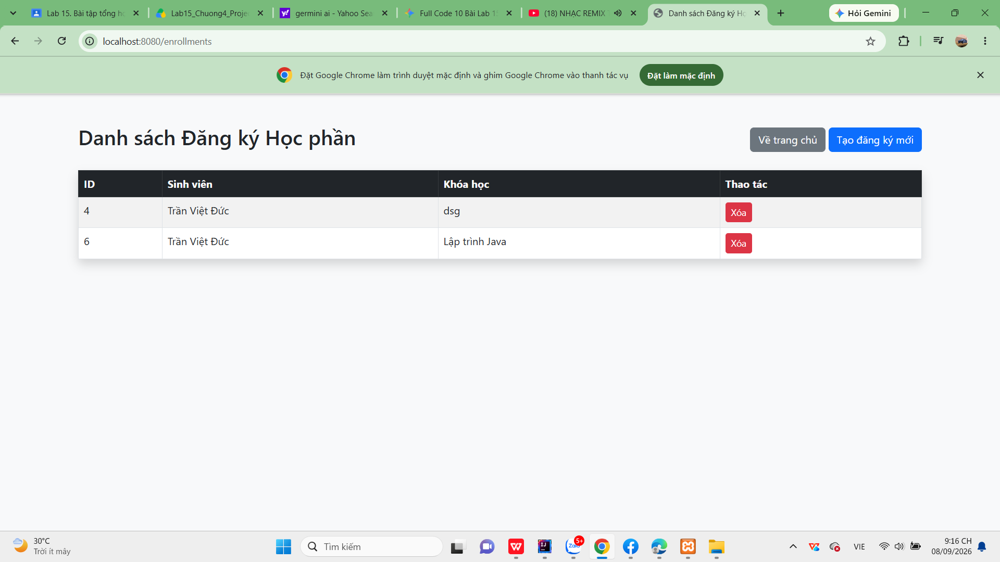 Lab 15. Bài tập tổng h
Lab15_Chuong4_Proje
germini ai - Yahoo Sea
Full Code 10 Bài Lab 15
(18) NHẠC REMIX
Danh sách Đăng ký Họ
Hỏi Gemini
localhost:8080/enrollments
Đặt Google Chrome làm trình duyệt mặc định và ghim Google Chrome vào thanh tác vụ
Đặt làm mặc định
Danh sách Đăng ký Học phần
Về trang chủ
Tạo đăng ký mới
ID Sinh viên Khóa học Thao tác
4 Trần Việt Đức dsg Xóa
6 Trần Việt Đức Lập trình Java Xóa
30°C
Trời ít mây
Tìm kiếm
Zalo
5+
VIE
9:16 CH
08/09/2026